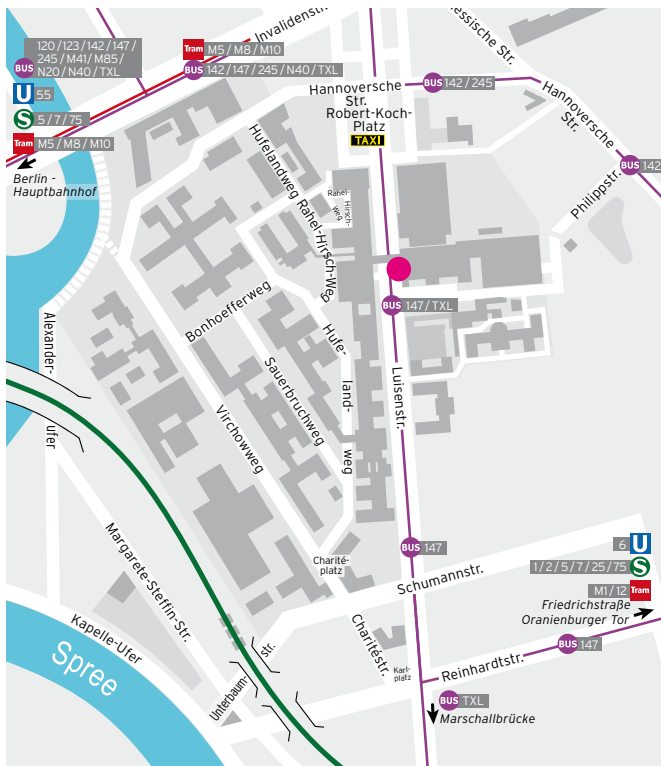 essische Str.
Invalidenstr.
120/123/142/147/
245/M41/M85/
N20/N40/TXL
BUS
U 55
S 5/7/75
Tram M5/M8/M10
Berlin -
Hauptbahnhof
Tram M5/M8/M10
BUS 142/147/245/N40/TXL
BUS 142/245
Hannoversche
Str.
Robert-Koch-
Platz
TAXI
Hannoversche
Str.
BUS 142
Philippstr.
Hufelandweg
Rahel-
Hirsch-
weg
Rahel-Hirsch-We
g
BUS 147/TXL
Bonhoefferweg
Alexander-
ufer
Hufe-
land-
weg
Sauerbruchweg
Virchowweg
Luisenstr.
BUS 147
Charité-
platz
Schumannstr.
6 U
1/2/5/7/25/75 S
M1/12 Tram
Friedrichstraße
Oranienburger Tor
Margarete-Steffin-Str.
Kapelle-Ufer
Spree
Charitéstr.
Karl-
platz
Unterbaum-
str.
Reinhardtstr.
BUS 147
BUS TXL
Marschallbrücke